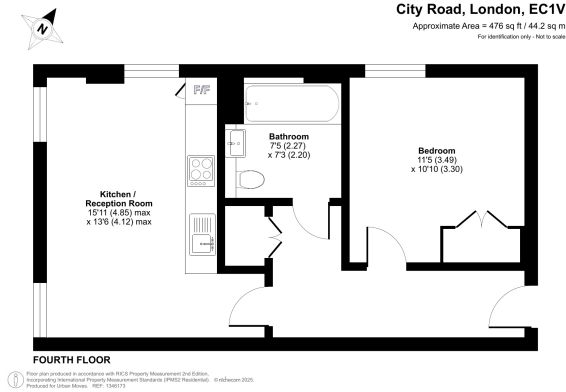 City Road, London, EC1V
Approximate Area = 476 sq ft / 44.2 sq m
For identification only - Not to scale
N
F/F
Bathroom
7'5 (2.27)
x 7'3 (2.20)
Bedroom
11'5 (3.49)
x 10'10 (3.30)
Kitchen /
Reception Room
15'11 (4.85) max
x 13'6 (4.12) max
FOURTH FLOOR
Floor plan produced in accordance with RICS Property Measurement 2nd Edition,
Incorporating International Property Measurement Standards (IPMS2 Residential). © nichecom 2025.
Produced for Urban Moves. REF: 1346173